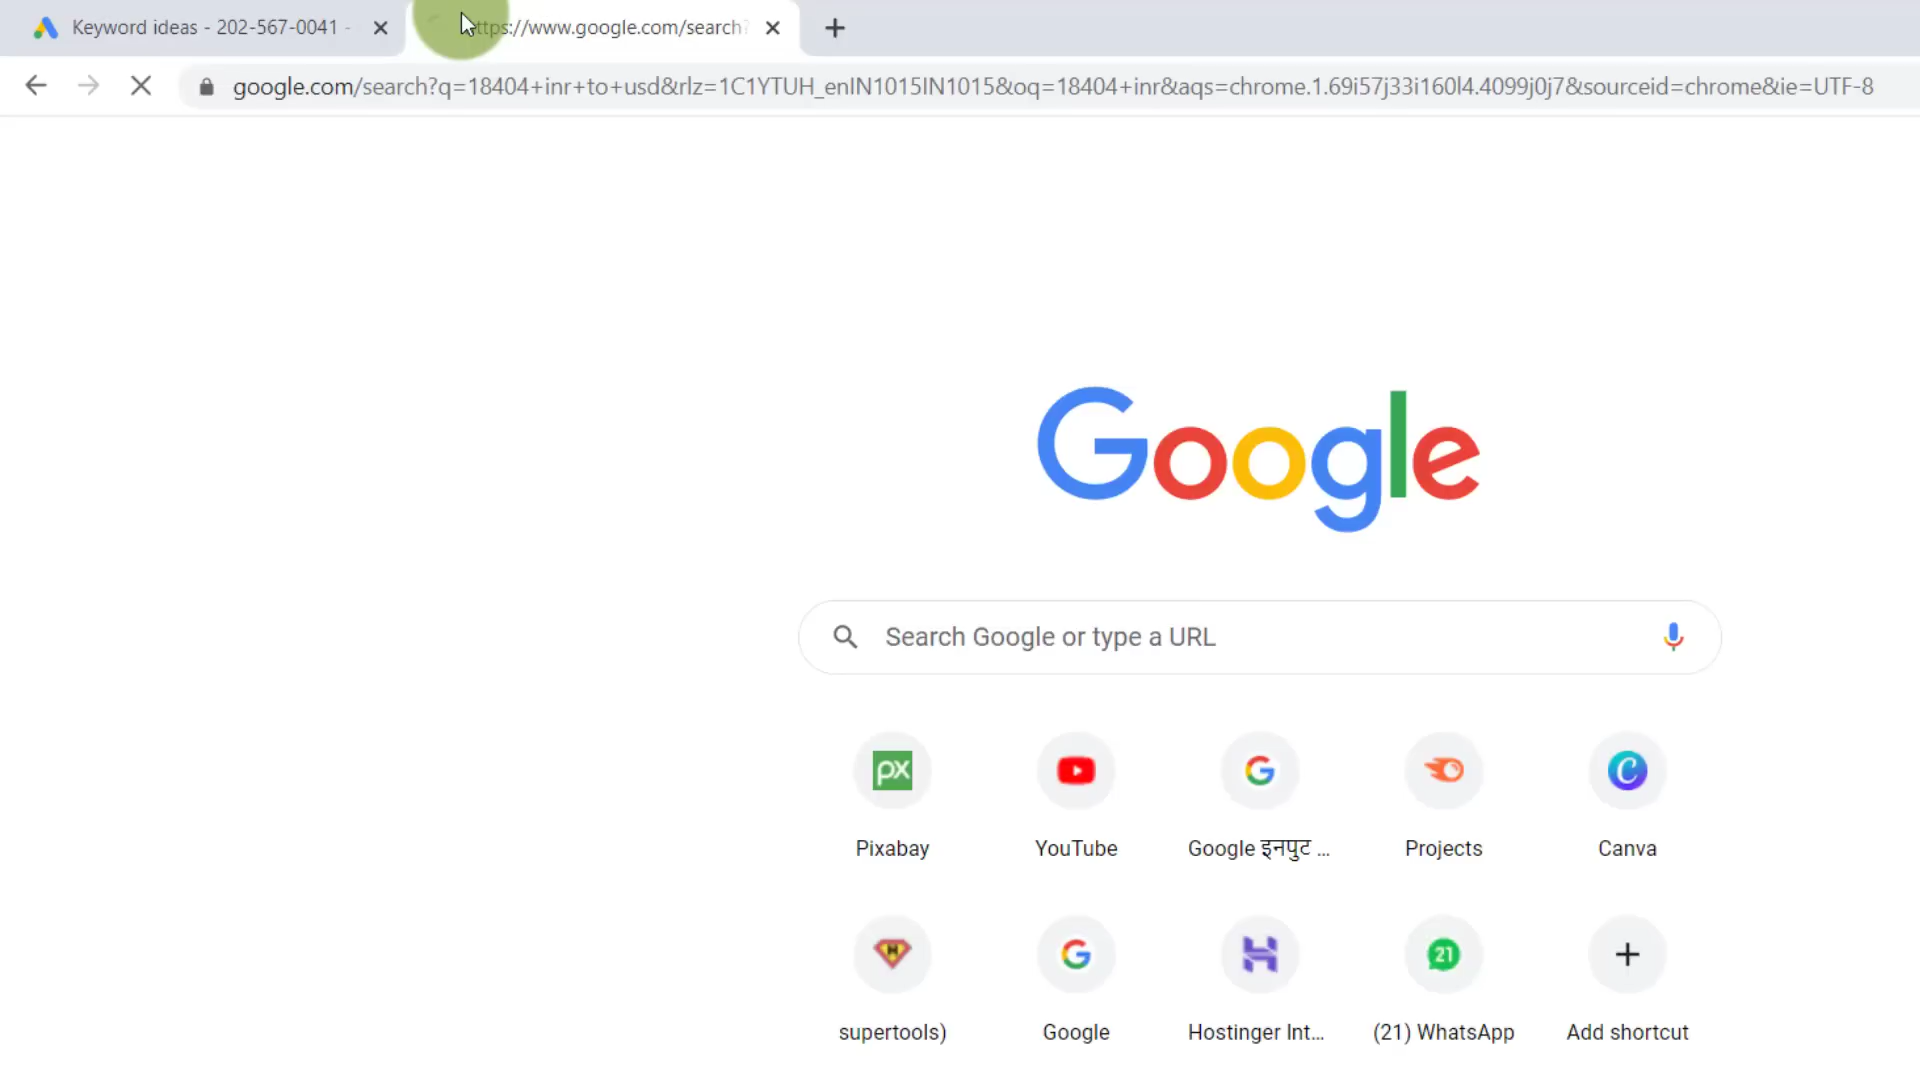 Keyword ideas - 202-567-0041 -
ttps://www.google.com/search?
google.com/search?q=18404+inr+to+usd&rlz=1C1YTUH_enIN1015IN1015&oq=18404+inr&aqs=chrome.1.69i57j33i160l4.4099j0j7&sourceid=chrome&ie=UTF-8
Google
Search Google or type a URL
px
Pixabay
YouTube
Google इनपुट ...
Projects
C
Canva
H
21
supertools)
Google
Hostinger Int...
(21) WhatsApp
Add shortcut